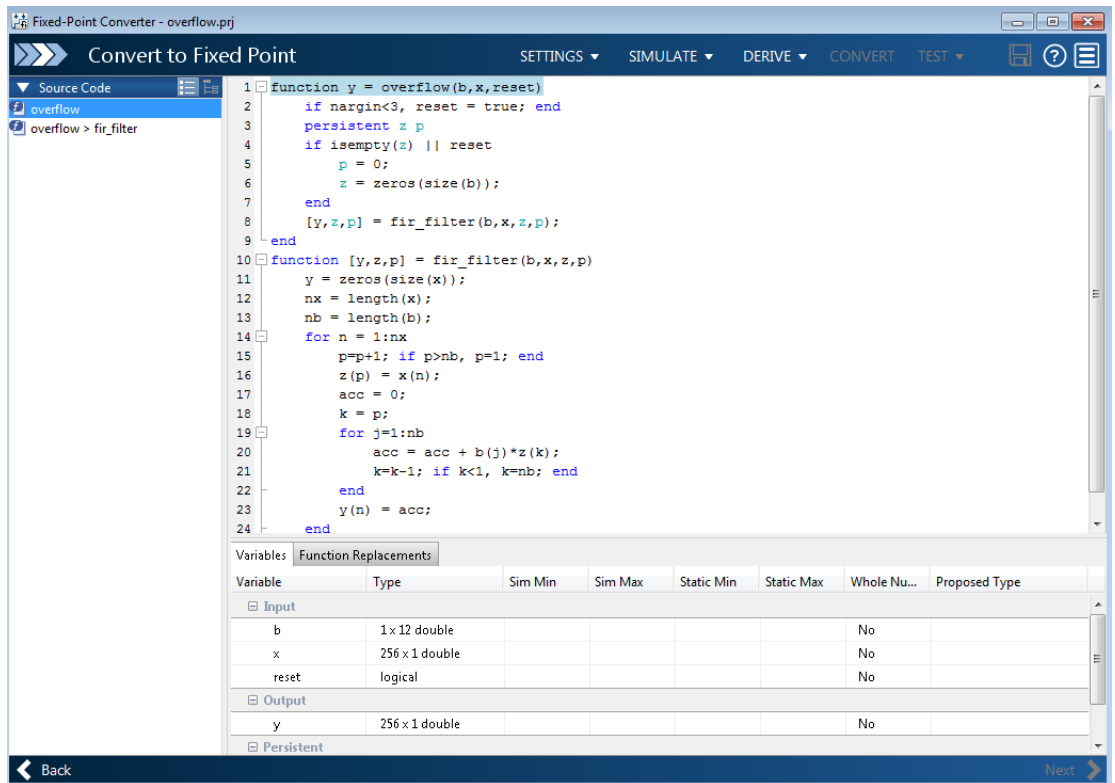 Fixed-Point Converter - overflow.prj
Convert to Fixed Point
SETTINGS ▾ SIMULATE ▾ DERIVE ▾ CONVERT TEST ▾
Source Code
overflow
overflow > fir_filter
1 function y = overflow(b,x,reset)
2 if nargin<3, reset = true; end
3 persistent z p
4 if isempty(z) || reset
5 p = 0;
6 z = zeros(size(b));
7 end
8 [y,z,p] = fir_filter(b,x,z,p);
9 end
10 function [y,z,p] = fir_filter(b,x,z,p)
11 y = zeros(size(x));
12 nx = length(x);
13 nb = length(b);
14 for n = 1:nx
15 p=p+1; if p>nb, p=1; end
16 z(p) = x(n);
17 acc = 0;
18 k = p;
19 for j=1:nb
20 acc = acc + b(j)*z(k);
21 k=k-1; if k<1, k=nb; end
22 end
23 y(n) = acc;
24 end
Variables Function Replacements
Variable Type Sim Min Sim Max Static Min Static Max Whole Nu... Proposed Type
Input
b 1 x 12 double No
x 256 x 1 double No
reset logical No
Output
y 256 x 1 double No
Persistent
Back Next